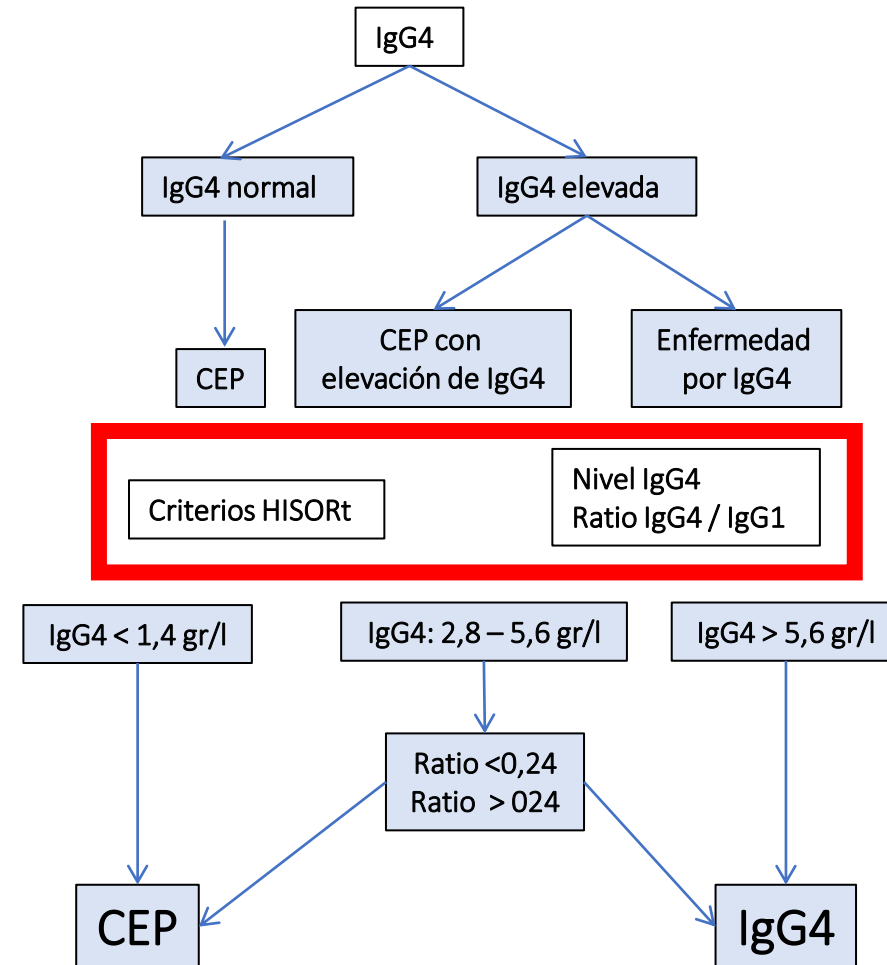 IgG4
IgG4 normal
IgG4 elevada
CEP
CEP con
elevación de IgG4
Enfermedad
por IgG4
Criterios HISORt
Nivel IgG4
Ratio IgG4 / IgG1
IgG4 < 1,4 gr/l
IgG4: 2,8 – 5,6 gr/l
IgG4 > 5,6 gr/l
Ratio <0,24
Ratio > 024
CEP
IgG4